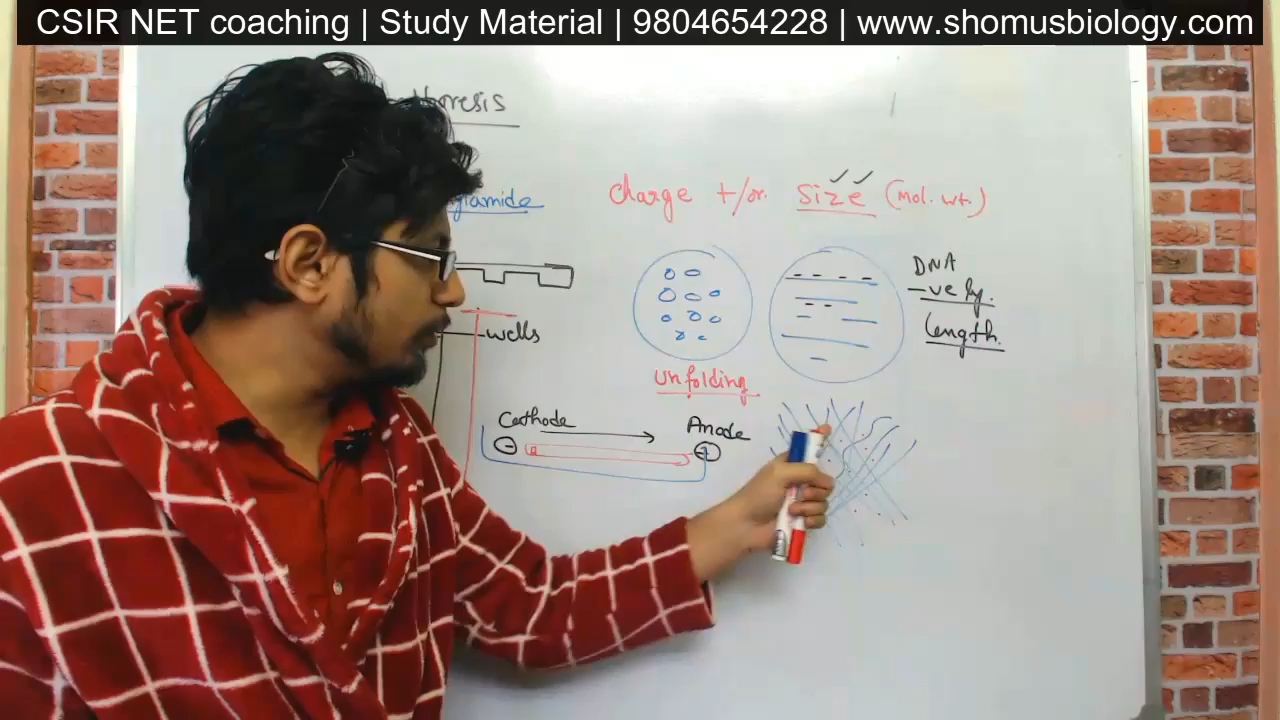 CSIR NET coaching | Study Material | 9804654228 | www.shomusbiology.com
Charge +/or size (mol. wt.)
DNA
-ve ly.
length.
wells
unfolding
Cathode
Anode
- +